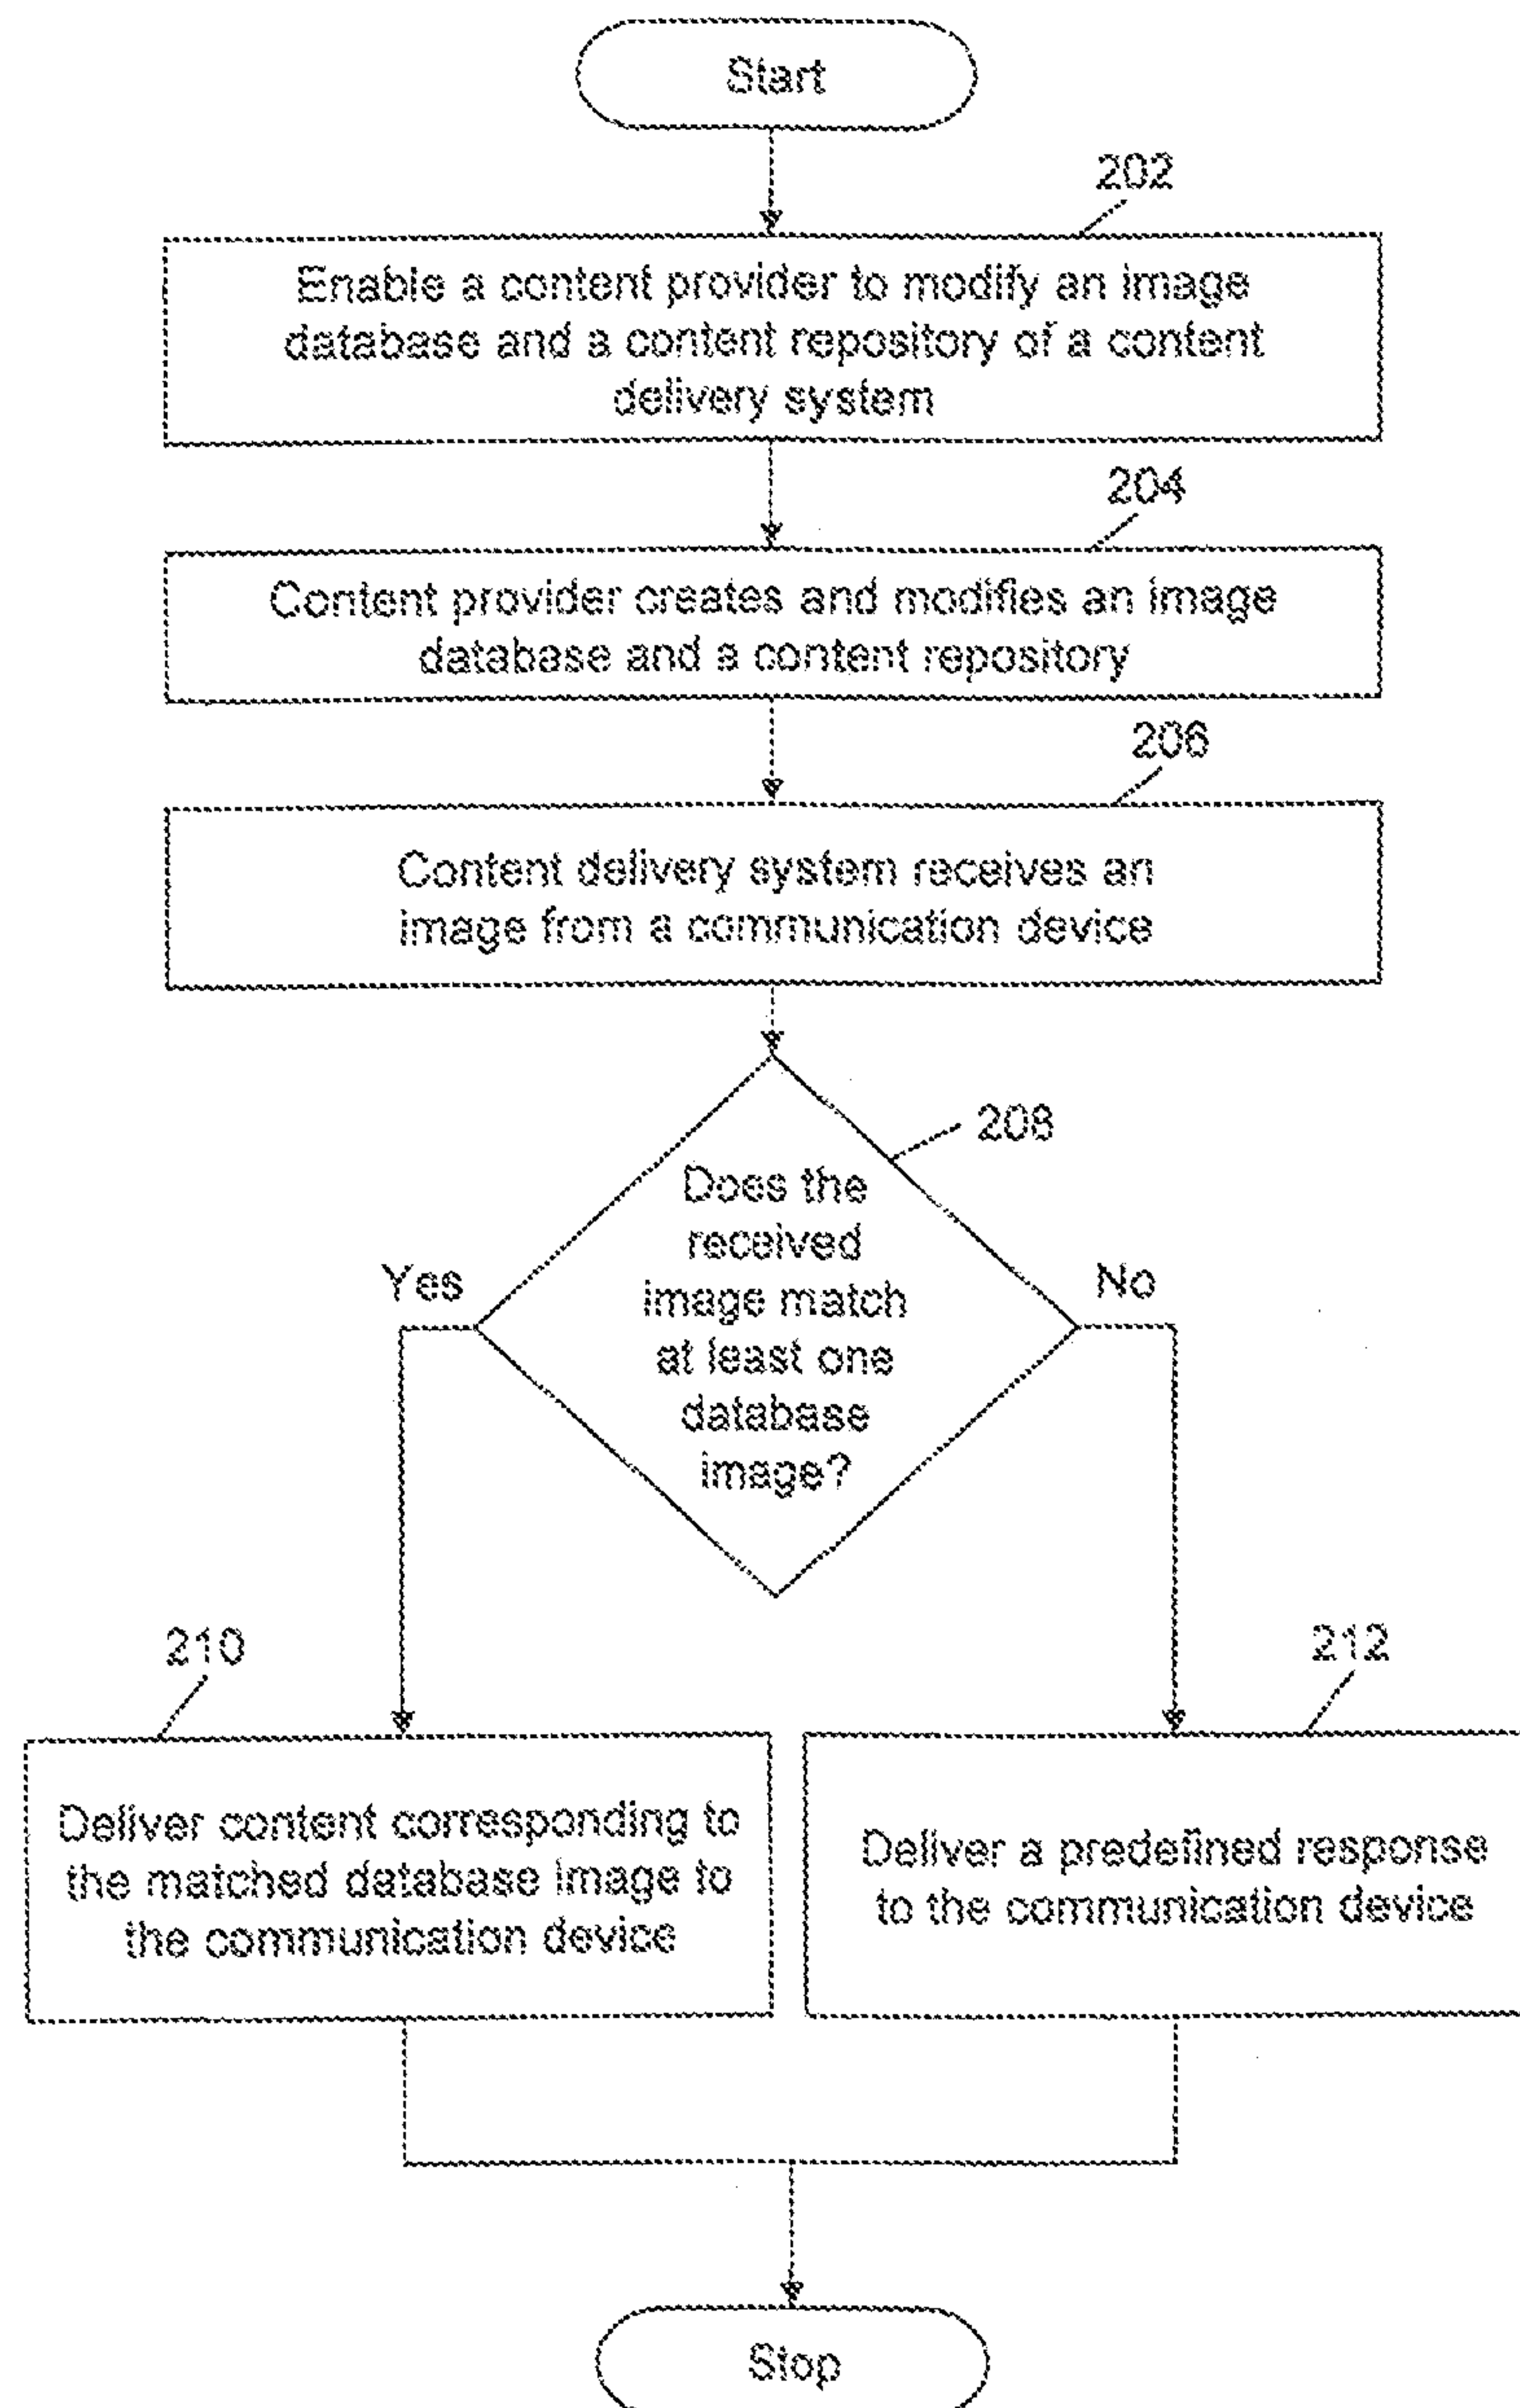 Start
202
Enable a content provider to modify an image
database and a content repository of a content
delivery system
204
Content provider creates and modifies an image
database and a content repository
206
Content delivery system receives an
image from a communication device
208
Does the
received
image match
at least one
database
image?
Yes
No
210
212
Deliver content corresponding to
the matched database image to
the communication device
Deliver a predefined response
to the communication device
Stop